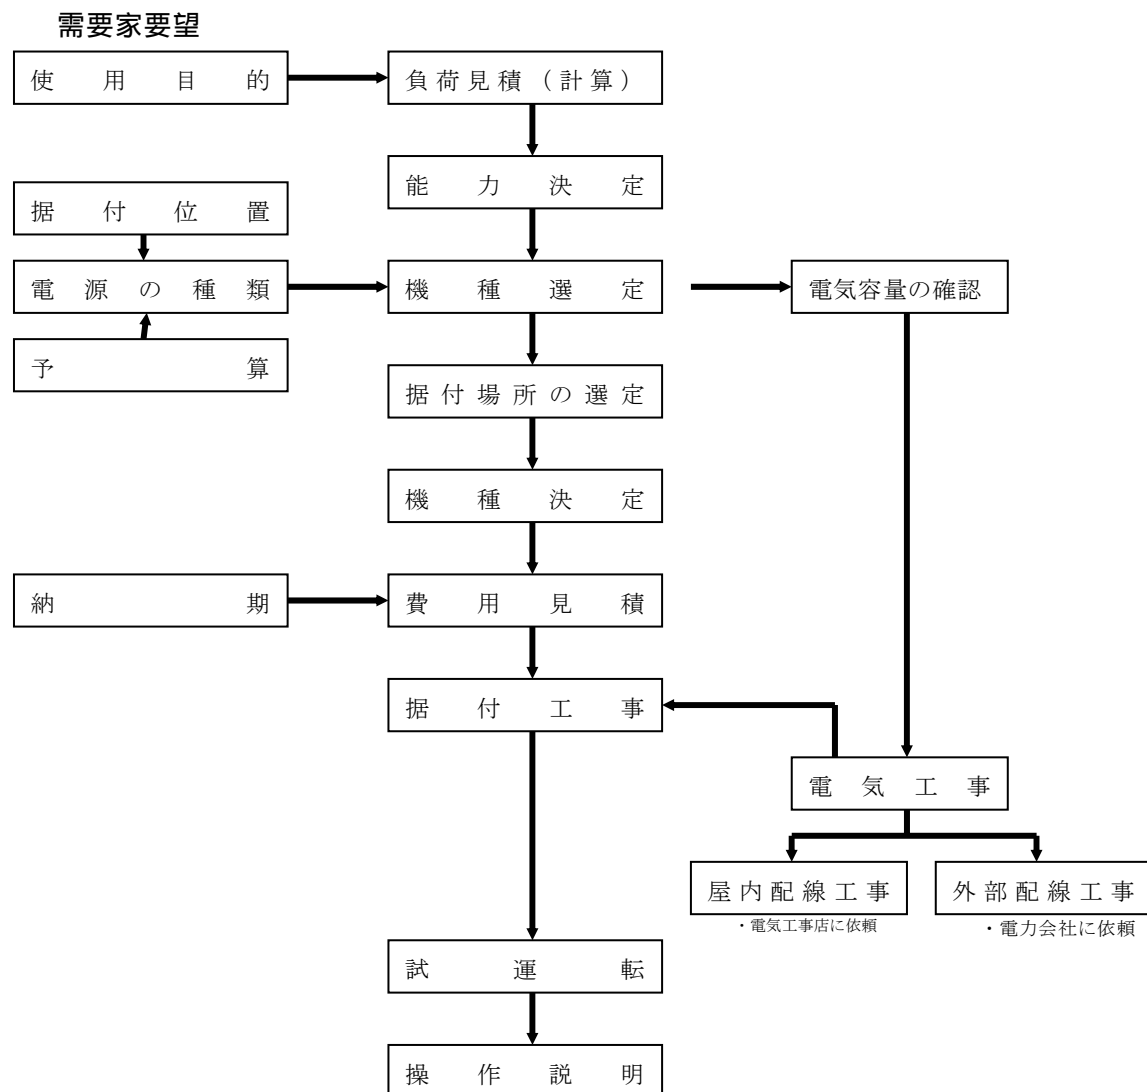 需要家要望
使用目的
負荷見積（計算）
能力決定
据付位置
電源の種類
機種選定
電気容量の確認
予算
据付場所の選定
機種決定
納期
費用見積
据付工事
電気工事
屋内配線工事
外部配線工事
・電気工事店に依頼
・電力会社に依頼
試運転
操作説明